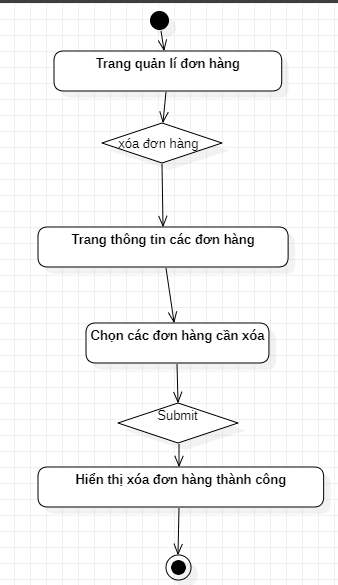 Trang quản lí đơn hàng
xóa đơn hàng
Trang thông tin các đơn hàng
Chọn các đơn hàng cần xóa
Submit
Hiển thị xóa đơn hàng thành công